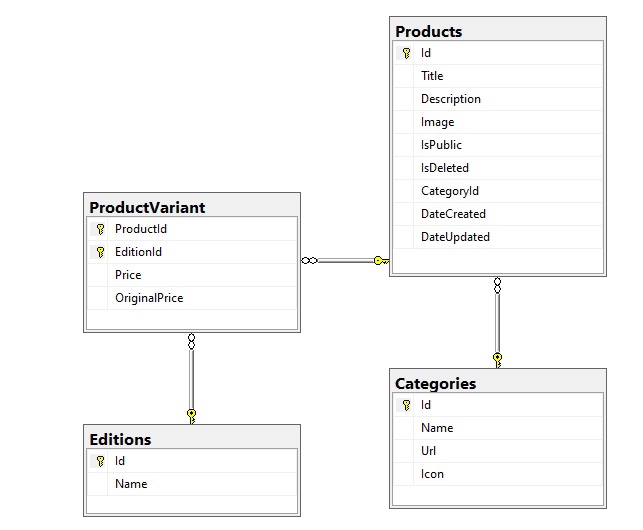 Products
Id
Title
Description
Image
IsPublic
IsDeleted
CategoryId
DateCreated
DateUpdated
ProductVariant
ProductId
EditionId
Price
OriginalPrice
Categories
Id
Name
Url
Icon
Editions
Id
Name